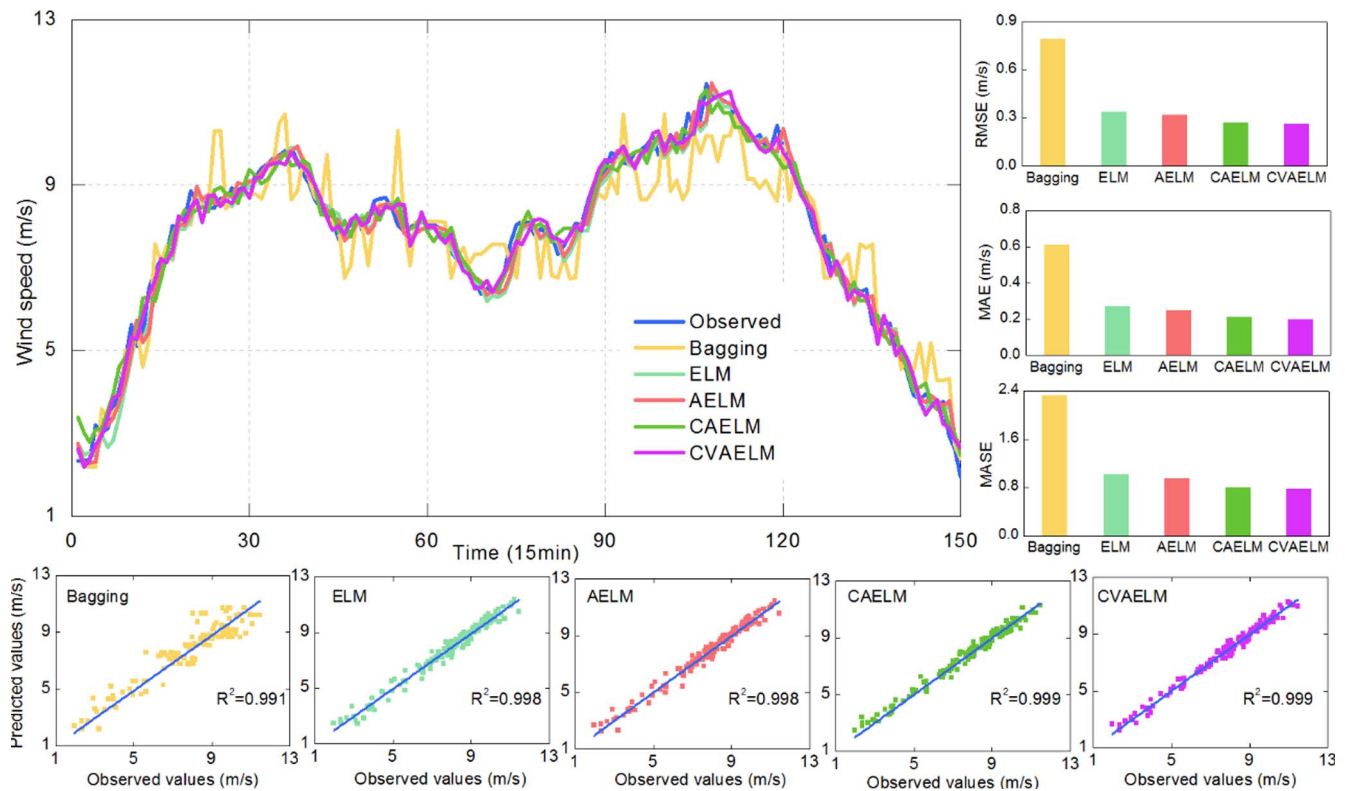 13
9
5
1
Wind speed (m/s)
0
30
60
90
120
150
Time (15min)
Observed
Bagging
ELM
AELM
CAELM
CVAELM
0.9
0.6
0.3
0.0
RMSE (m/s)
Bagging
ELM
AELM
CAELM
CVAELM
0.8
0.6
0.4
0.2
0.0
MAE (m/s)
Bagging
ELM
AELM
CAELM
CVAELM
2.4
1.6
0.8
0.0
MASE
Bagging
ELM
AELM
CAELM
CVAELM
Predicted values (m/s)
13
9
5
1
Bagging
R²=0.991
1
5
9
13
Observed values (m/s)
13
9
5
1
ELM
R²=0.998
1
5
9
13
Observed values (m/s)
13
9
5
1
AELM
R²=0.998
1
5
9
13
Observed values (m/s)
13
9
5
1
CAELM
R²=0.999
1
5
9
13
Observed values (m/s)
13
9
5
1
CVAELM
R²=0.999
1
5
9
13
Observed values (m/s)